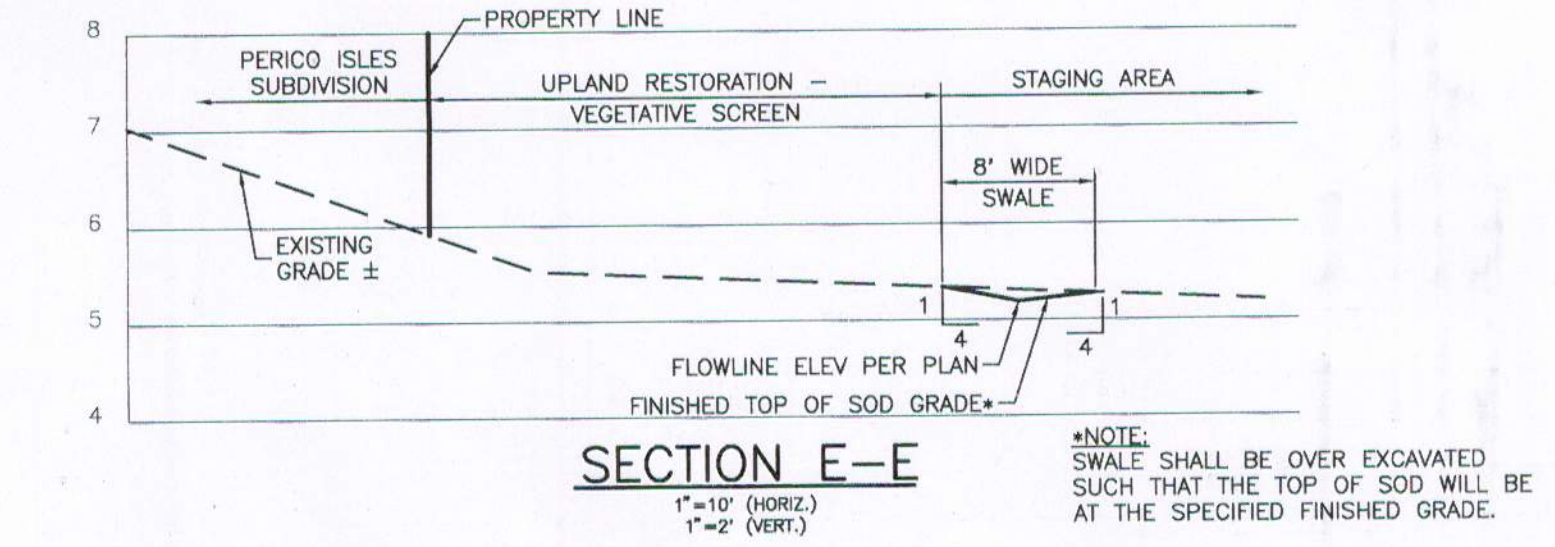 8
PROPERTY LINE
PERICO ISLES
SUBDIVISION
UPLAND RESTORATION –
VEGETATIVE SCREEN
STAGING AREA
7
8' WIDE
SWALE
6
EXISTING
GRADE ±
5
1
4
1
4
FLOWLINE ELEV PER PLAN
FINISHED TOP OF SOD GRADE*
4
SECTION E–E
1"=10' (HORIZ.)
1"=2' (VERT.)
*NOTE:
SWALE SHALL BE OVER EXCAVATED
SUCH THAT THE TOP OF SOD WILL BE
AT THE SPECIFIED FINISHED GRADE.